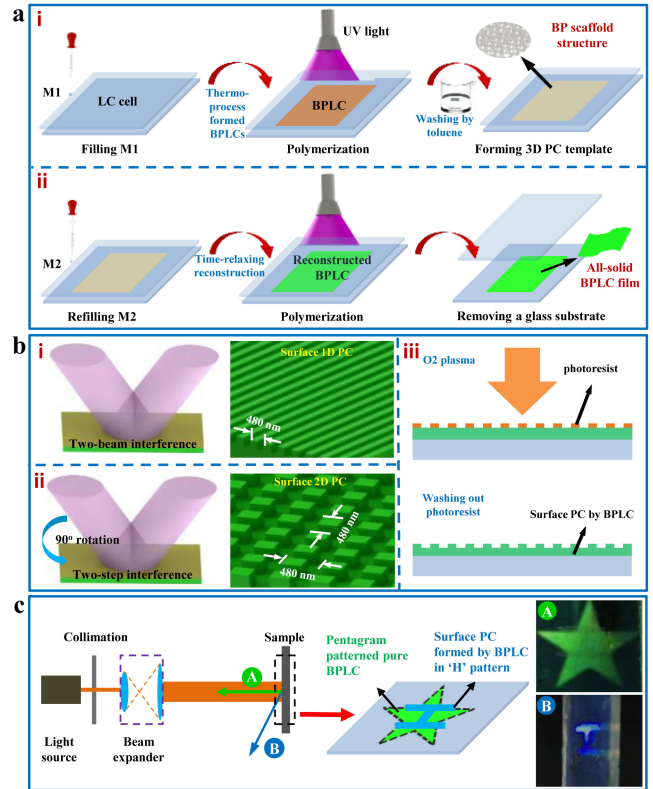 a
i
M1
LC cell
Filling M1
Thermo-
process
formed
BPLCs
UV light
BPLC
Polymerization
Washing by
toluene
BP scaffold
structure
Forming 3D PC template
ii
M2
Refilling M2
Time-relaxing
reconstruction
Reconstructed
BPLC
Polymerization
All-solid
BPLC film
Removing a glass substrate
b
i
Two-beam interference
Surface 1D PC
480 nm
ii
90° rotation
Two-step interference
Surface 2D PC
480 nm
480 nm
iii
O2 plasma
photoresist
Washing out
photoresist
Surface PC by BPLC
c
Collimation
Light
source
Beam
expander
Sample
A
B
Pentagram
patterned pure
BPLC
Surface PC
formed by BPLC
in ‘H’ pattern
A
B